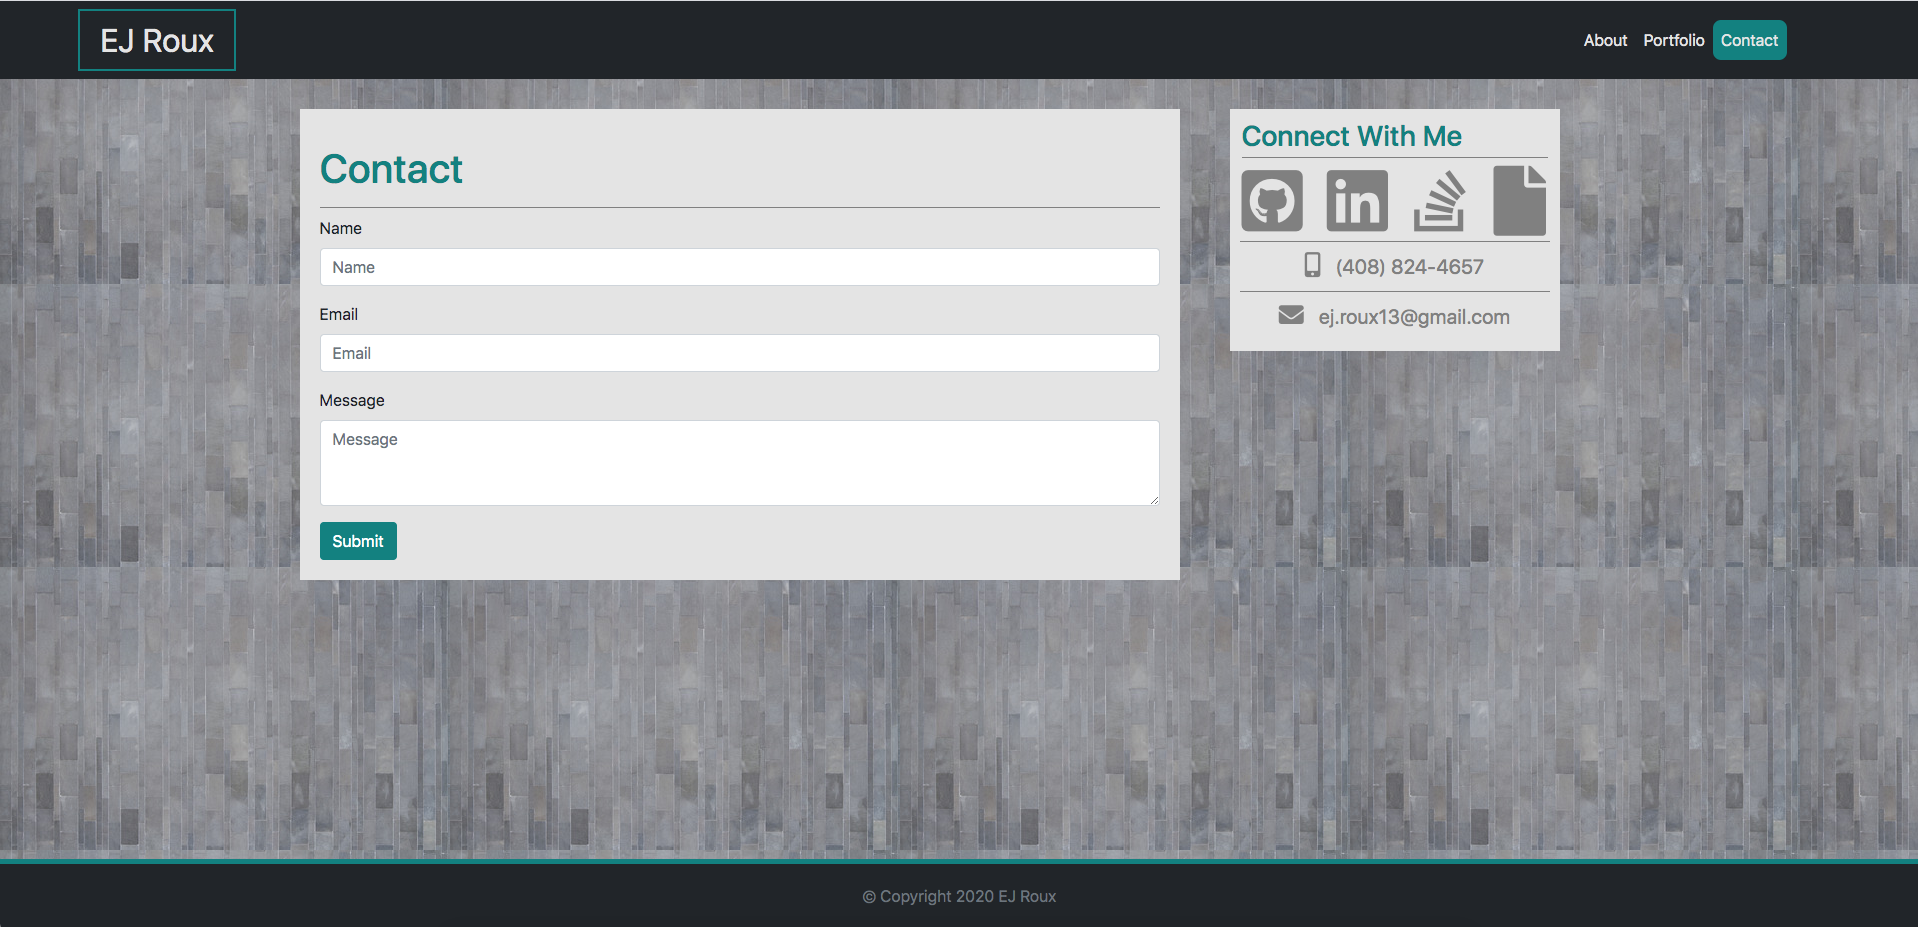 EJ Roux
About Portfolio Contact
Contact
Name
Name
Email
Email
Message
Message
Submit
Connect With Me
in
(408) 824-4657
ej.roux13@gmail.com
© Copyright 2020 EJ Roux